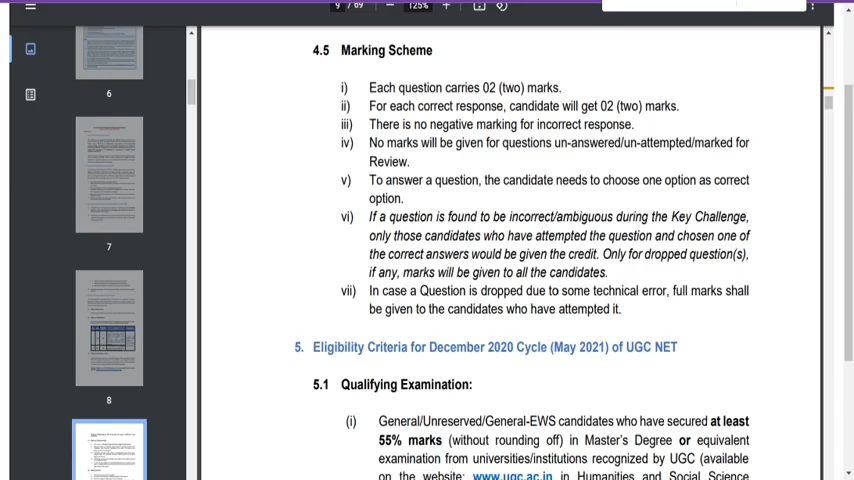 9 / 69 — 125% +
6
7
8
4.5 Marking Scheme
i) Each question carries 02 (two) marks.
ii) For each correct response, candidate will get 02 (two) marks.
iii) There is no negative marking for incorrect response.
iv) No marks will be given for questions un-answered/un-attempted/marked for
Review.
v) To answer a question, the candidate needs to choose one option as correct
option.
vi) If a question is found to be incorrect/ambiguous during the Key Challenge,
only those candidates who have attempted the question and chosen one of
the correct answers would be given the credit. Only for dropped question(s),
if any, marks will be given to all the candidates.
vii) In case a Question is dropped due to some technical error, full marks shall
be given to the candidates who have attempted it.
5. Eligibility Criteria for December 2020 Cycle (May 2021) of UGC NET
5.1 Qualifying Examination:
(i) General/Unreserved/General-EWS candidates who have secured at least
55% marks (without rounding off) in Master's Degree or equivalent
examination from universities/institutions recognized by UGC (available
on the website: www.ugc.ac.in in Humanities and Social Science